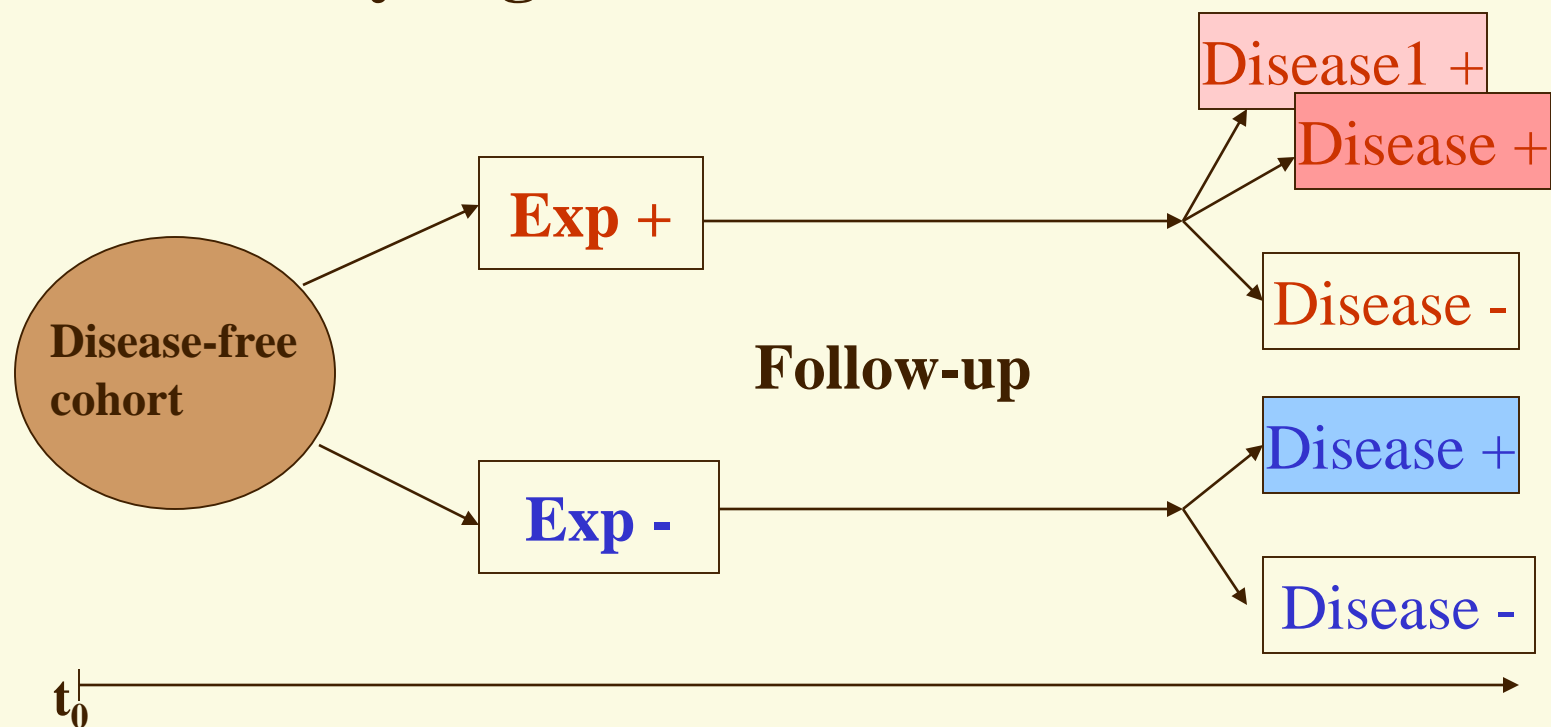 Disease1 +
Disease +
Exp +
Disease -
Disease-free
cohort
Follow-up
Disease +
Exp -
Disease -
t₀